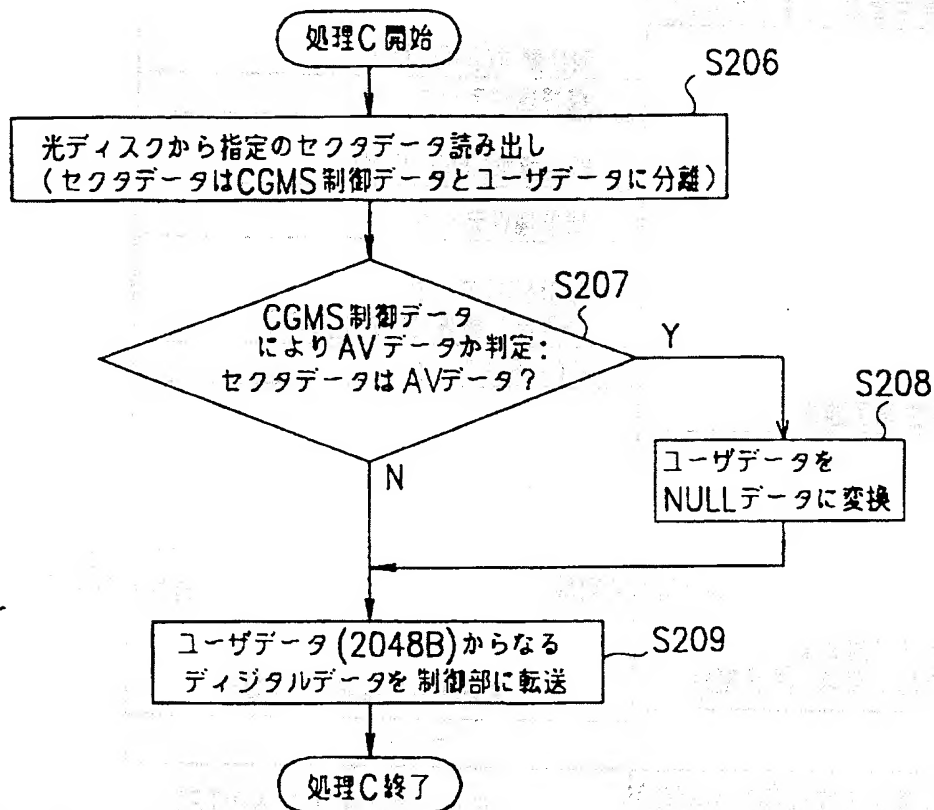 処理C開始
S206
光ディスクから指定のセクタデータ読み出し
(セクタデータはCGMS制御データとユーザデータに分離)
S207
CGMS制御データ
によりAVデータか判定:
セクタデータはAVデータ?
Y
S208
ユーザデータを
NULLデータに変換
N
ユーザデータ(2048B)からなる
ディジタルデータを制御部に転送
S209
処理C終了